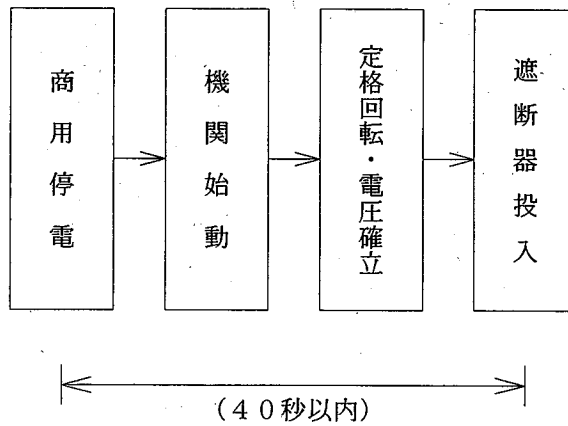 商用停電
機関始動
定格回転・電圧確立
遮断器投入
(40秒以内)